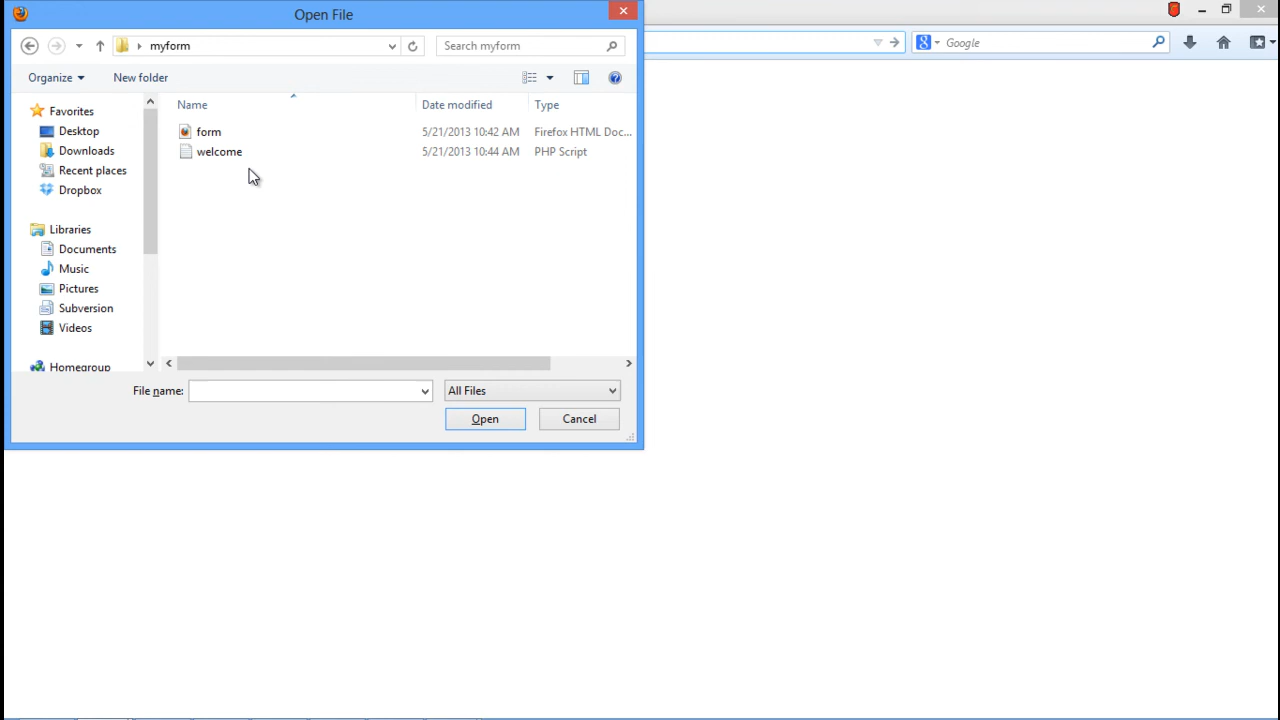 Open File
myform
Search myform
Google
Organize
New folder
Name
Date modified
Type
Favorites
Desktop
Downloads
Recent places
Dropbox
Libraries
Documents
Music
Pictures
Subversion
Videos
Homegroup
form 5/21/2013 10:42 AM Firefox HTML Doc...
welcome 5/21/2013 10:44 AM PHP Script
File name:
All Files
Open
Cancel